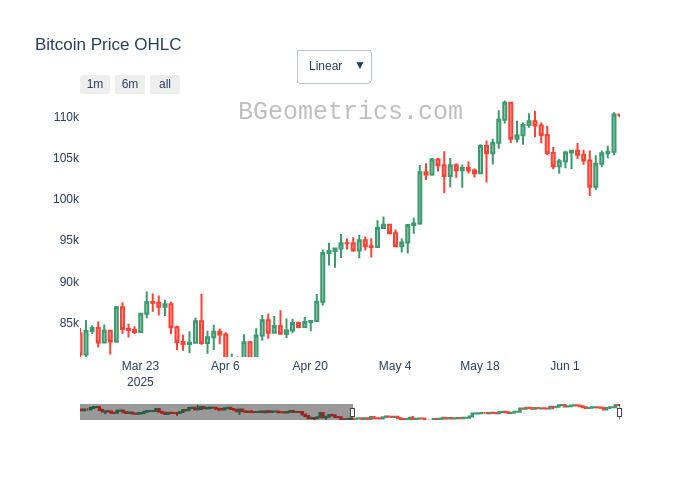 Bitcoin Price OHLC
Linear ▼
1m 6m all
BGeometrics.com
110k
105k
100k
95k
90k
85k
Mar 23 Apr 6 Apr 20 May 4 May 18 Jun 1
2025